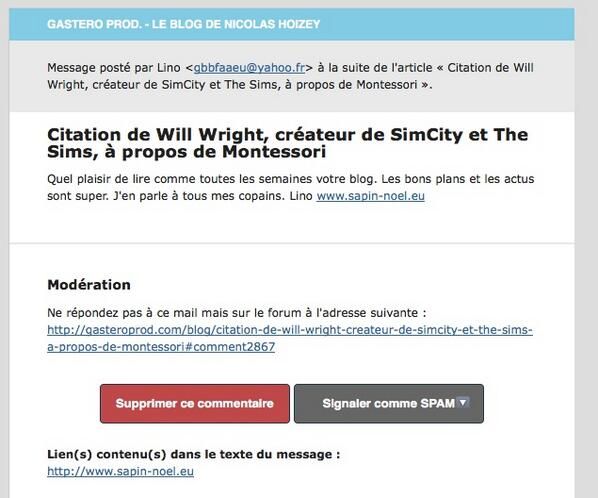 GASTERO PROD. - LE BLOG DE NICOLAS HOIZEY
Message posté par Lino <gbbfaaeu@yahoo.fr> à la suite de l'article « Citation de Will
Wright, créateur de SimCity et The Sims, à propos de Montessori ».
Citation de Will Wright, créateur de SimCity et The
Sims, à propos de Montessori
Quel plaisir de lire comme toutes les semaines votre blog. Les bons plans et les actus
sont super. J'en parle à tous mes copains. Lino www.sapin-noel.eu
Modération
Ne répondez pas à ce mail mais sur le forum à l'adresse suivante :
http://gasteroprod.com/blog/citation-de-will-wright-createur-de-simcity-et-the-sims-
a-propos-de-montessori#comment2867
Supprimer ce commentaire
Signaler comme SPAM
Lien(s) contenu(s) dans le texte du message :
http://www.sapin-noel.eu